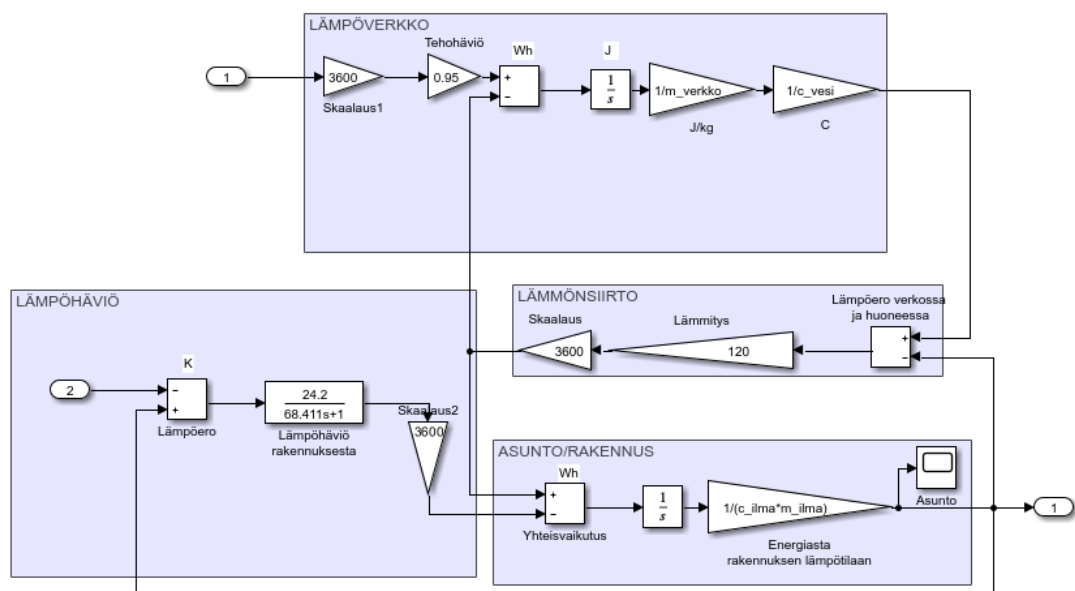 LÄMPÖVERKKO
1
3600
Skaalaus1
Tehohäviö
0.95
Wh
+
−
J
1
s
1/m_verkko
J/kg
1/c_vesi
C
LÄMMÖNSIIRTO
Skaalaus
3600
Lämmitys
120
Lämpöero verkossa
ja huoneessa
+
−
LÄMPÖHÄVIÖ
2
K
−
+
Lämpöero
24.2
68.411s+1
Lämpöhäviö
rakennuksesta
Skaalaus2
3600
ASUNTO/RAKENNUS
Wh
+
−
Yhteisvaikutus
1
s
1/(c_ilma*m_ilma)
Energiasta
rakennuksen lämpötilaan
Asunto
1